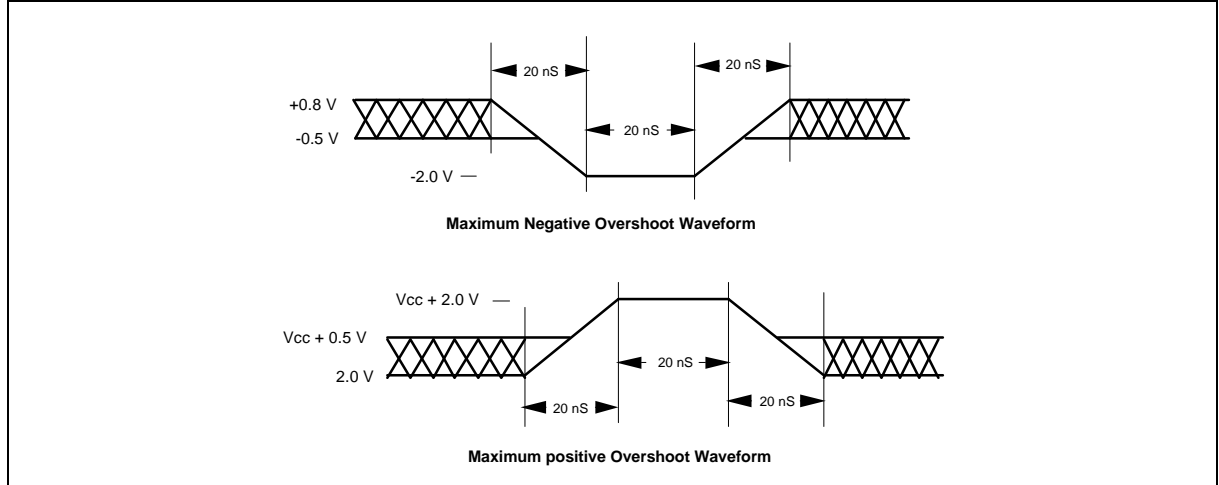 20 nS
20 nS
+0.8 V
20 nS
-0.5 V
-2.0 V
Maximum Negative Overshoot Waveform
Vcc + 2.0 V
Vcc + 0.5 V
20 nS
2.0 V
20 nS
20 nS
Maximum positive Overshoot Waveform